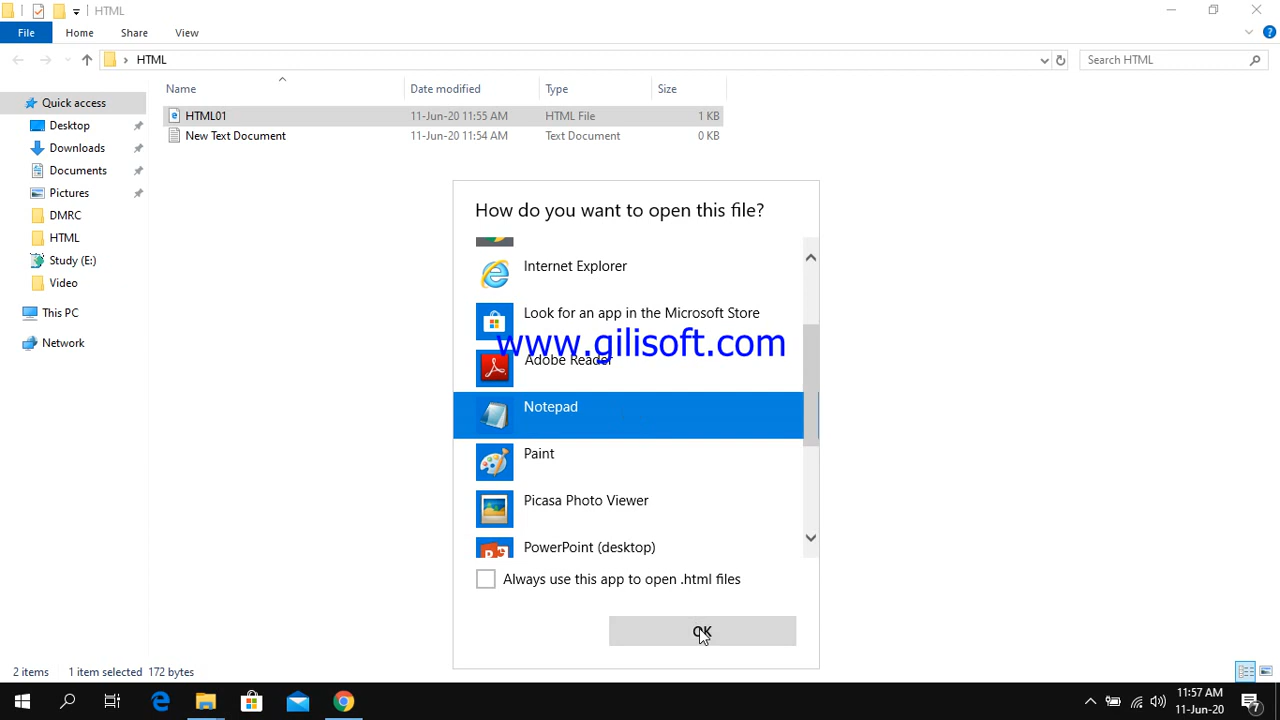 HTML
File Home Share View
HTML
Search HTML
Name Date modified Type Size
Quick access
Desktop
Downloads
Documents
Pictures
DMRC
HTML
Study (E:)
Video
This PC
Network
HTML01 11-Jun-20 11:55 AM HTML File 1 KB
New Text Document 11-Jun-20 11:54 AM Text Document 0 KB
How do you want to open this file?
Internet Explorer
Look for an app in the Microsoft Store
www.gilisoft.com
Adobe Reader
Notepad
Paint
Picasa Photo Viewer
PowerPoint (desktop)
Always use this app to open .html files
OK
2 items 1 item selected 172 bytes
11:57 AM
11-Jun-20
7